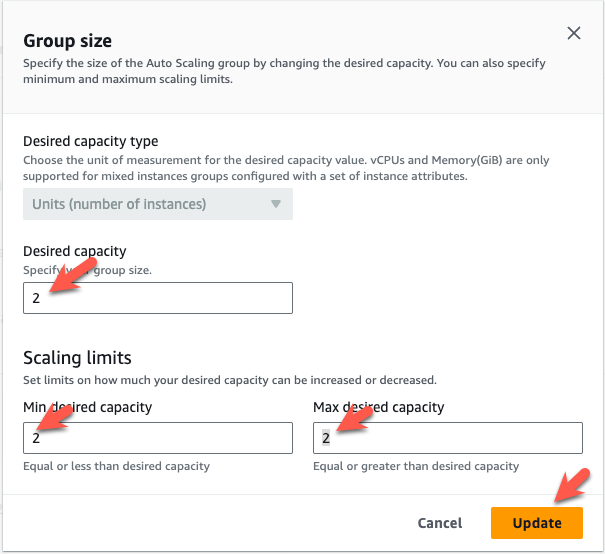 Group size
Specify the size of the Auto Scaling group by changing the desired capacity. You can also specify
minimum and maximum scaling limits.
Desired capacity type
Choose the unit of measurement for the desired capacity value. vCPUs and Memory(GiB) are only
supported for mixed instances groups configured with a set of instance attributes.
Units (number of instances)
Desired capacity
Specify your group size.
2
Scaling limits
Set limits on how much your desired capacity can be increased or decreased.
Min desired capacity
Max desired capacity
2
2
Equal or less than desired capacity
Equal or greater than desired capacity
Cancel
Update